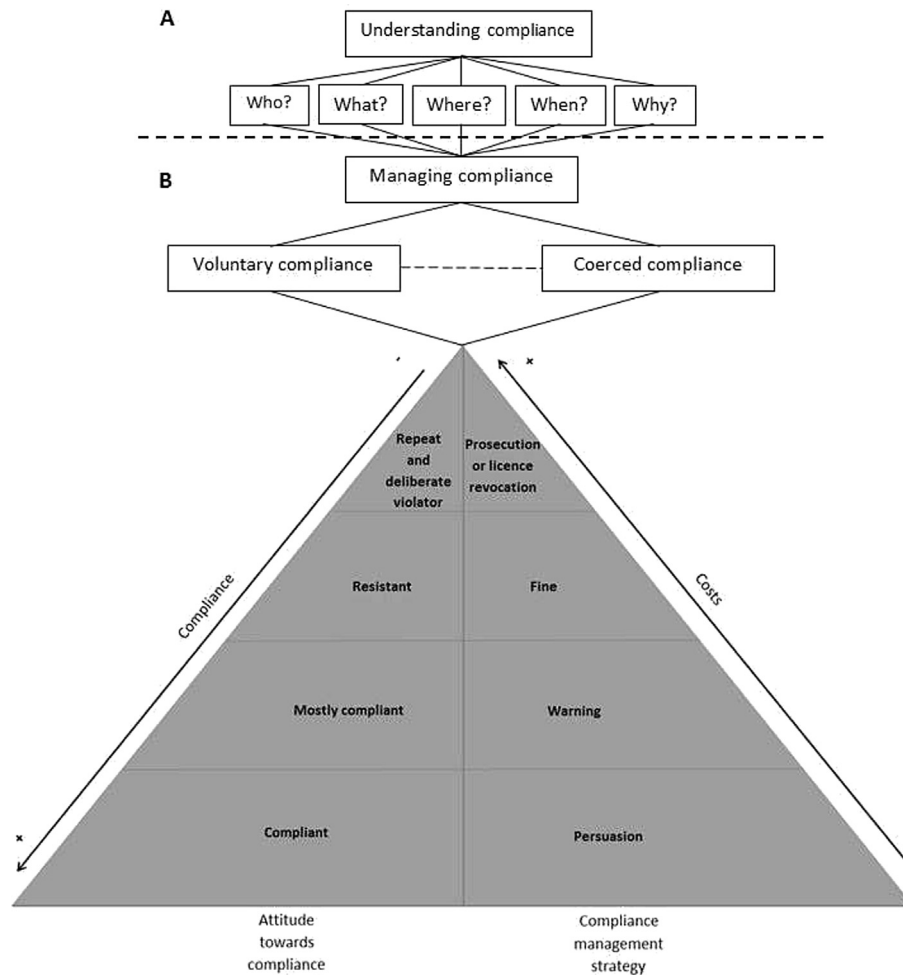 A
Understanding compliance
Who?
What?
Where?
When?
Why?
B
Managing compliance
Voluntary compliance
Coerced compliance
-
+
Repeat
and
deliberate
violator
Prosecution
or licence
revocation
Compliance
Costs
Resistant
Fine
Mostly compliant
Warning
+
Compliant
Persuasion
Attitude
towards
compliance
Compliance
management
strategy